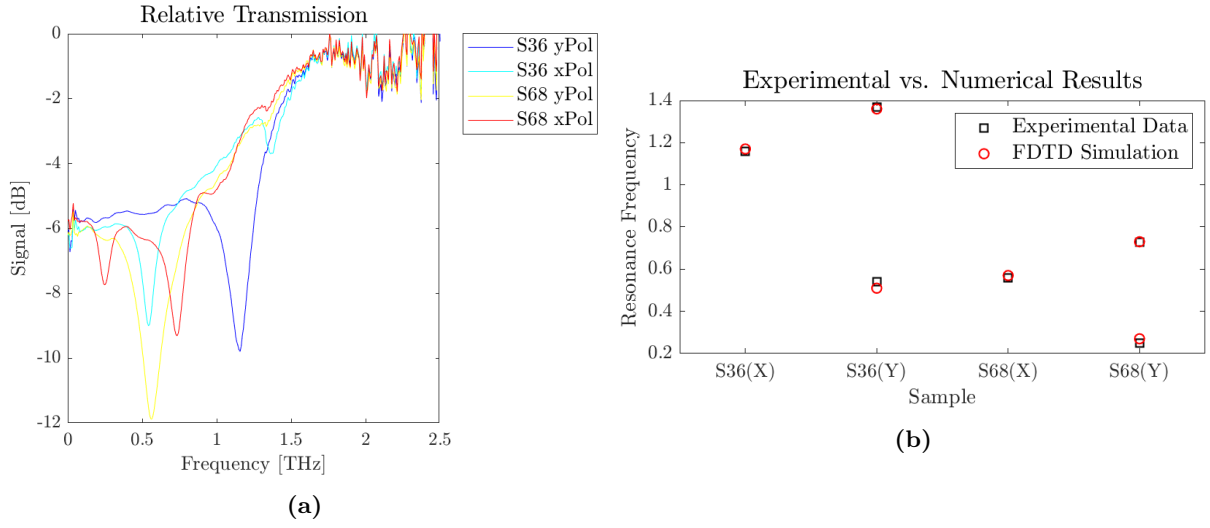 Relative Transmission
0
-2
-4
-6
-8
-10
-12
Signal [dB]
0 0.5 1 1.5 2 2.5
Frequency [THz]
S36 yPol
S36 xPol
S68 yPol
S68 xPol
(a)
Experimental vs. Numerical Results
1.4
1.2
1
0.8
0.6
0.4
0.2
Resonance Frequency
Experimental Data
FDTD Simulation
S36(X) S36(Y) S68(X) S68(Y)
Sample
(b)